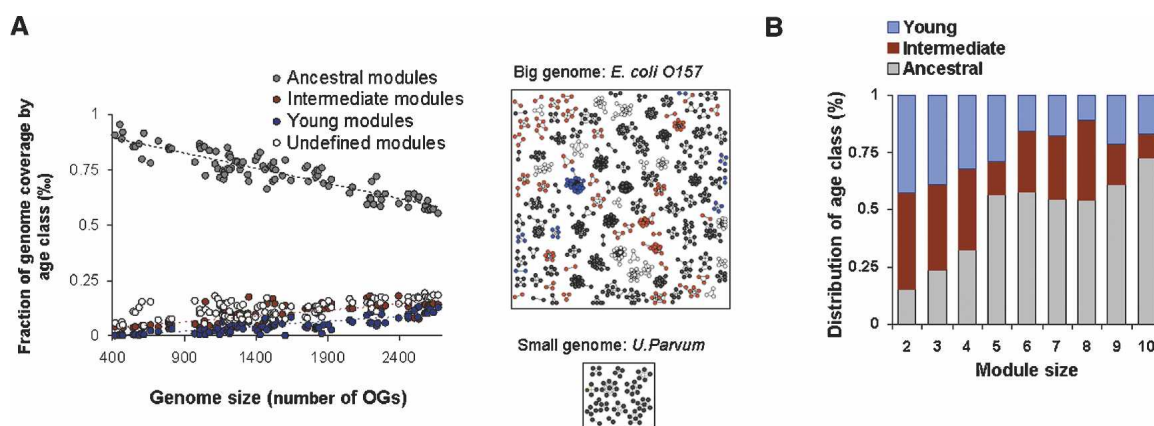 A
Ancestral modules
Intermediate modules
Young modules
Undefined modules
Fraction of genome coverage by
age class (‰)
1
0.75
0.5
0.25
0
400
900
1400
1900
2400
Genome size (number of OGs)
Big genome: E. coli O157
Small genome: U.Parvum
B
Young
Intermediate
Ancestral
Distribution of age class (%)
1
0.75
0.5
0.25
0
2 3 4 5 6 7 8 9 10
Module size